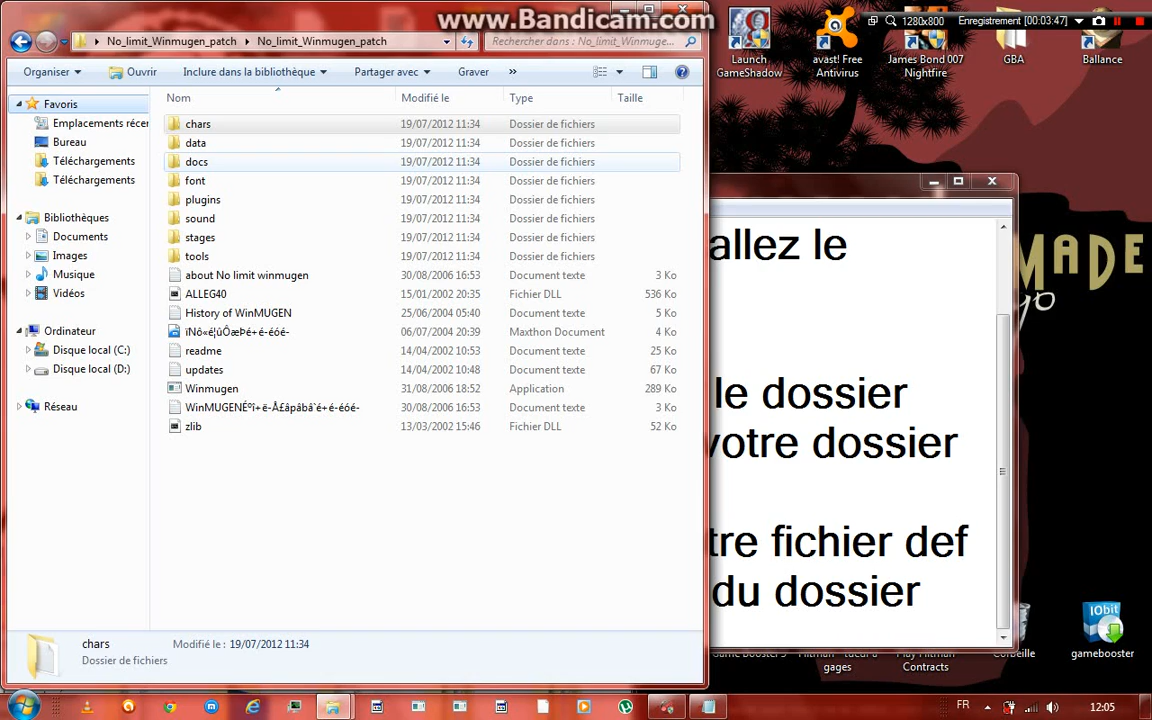 www.Bandicam.com
1280x800 Enregistrement [00:03:47]
No_limit_Winmugen_patch No_limit_Winmugen_patch
Rechercher dans : No_limit_Winmuge...
Organiser Ouvrir Inclure dans la bibliothèque Partager avec Graver »
Nom Modifié le Type Taille
Favoris
Emplacements récer
Bureau
Téléchargements
Téléchargements
Bibliothèques
Documents
Images
Musique
Vidéos
Ordinateur
Disque local (C:)
Disque local (D:)
Réseau
chars 19/07/2012 11:34 Dossier de fichiers
data 19/07/2012 11:34 Dossier de fichiers
docs 19/07/2012 11:34 Dossier de fichiers
font 19/07/2012 11:34 Dossier de fichiers
plugins 19/07/2012 11:34 Dossier de fichiers
sound 19/07/2012 11:34 Dossier de fichiers
stages 19/07/2012 11:34 Dossier de fichiers
tools 19/07/2012 11:34 Dossier de fichiers
about No limit winmugen 30/08/2006 16:53 Document texte 3 Ko
ALLEG40 15/01/2002 20:35 Fichier DLL 536 Ko
History of WinMUGEN 25/06/2004 05:40 Document texte 5 Ko
06/07/2004 20:39 Maxthon Document 4 Ko
readme 14/04/2002 10:53 Document texte 25 Ko
updates 14/04/2002 10:48 Document texte 67 Ko
Winmugen 31/08/2006 18:52 Application 289 Ko
30/08/2006 16:53 Document texte 3 Ko
zlib 13/03/2002 15:46 Fichier DLL 52 Ko
chars Modifié le : 19/07/2012 11:34
Dossier de fichiers
Launch GameShadow
avast! Free Antivirus
James Bond 007 Nightfire
GBA
Ballance
allez le
le dossier
votre dossier
tre fichier def
du dossier
MADE
yo
IObit
gamebooster
Corbeille
gages
Contracts
FR 12:05